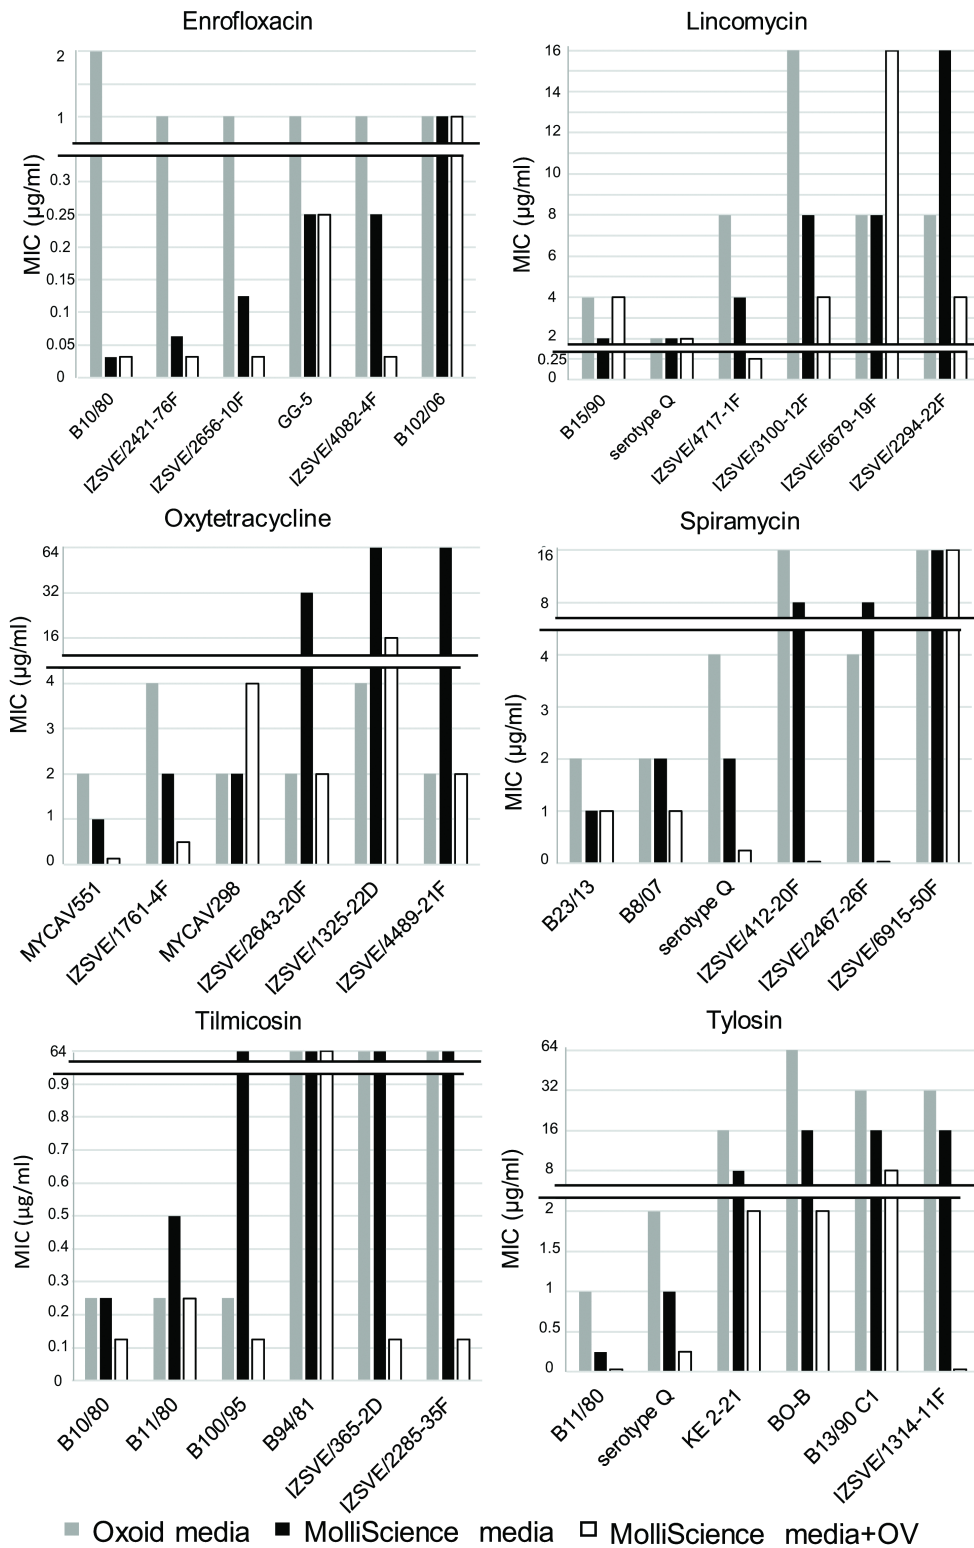 Enrofloxacin
2
1
0.3
0.25
0.2
0.15
0.1
0.05
0
MIC (µg/ml)
B10/80
IZSVE/2421-76F
IZSVE/2656-10F
GG-5
IZSVE/4082-4F
B102/06
Lincomycin
16
14
12
10
8
6
4
2
0.25
0
MIC (µg/ml)
B15/90
serotype Q
IZSVE/4717-1F
IZSVE/3100-12F
IZSVE/5679-19F
IZSVE/2294-22F
Oxytetracycline
64
32
16
4
3
2
1
0
MIC (µg/ml)
MYCAV551
IZSVE/1761-4F
MYCAV298
IZSVE/2643-20F
IZSVE/1325-22D
IZSVE/4489-21F
Spiramycin
16
8
4
3
2
1
0
MIC (µg/ml)
B23/13
B8/07
serotype Q
IZSVE/412-20F
IZSVE/2467-26F
IZSVE/6915-50F
Tilmicosin
64
0.9
0.8
0.7
0.6
0.5
0.4
0.3
0.2
0.1
0
MIC (µg/ml)
B10/80
B11/80
B100/95
B94/81
IZSVE/365-2D
IZSVE/2285-35F
Tylosin
64
32
16
8
2
1.5
1
0.5
0
MIC (µg/ml)
B11/80
serotype Q
KE 2-21
BO-B
B13/90 C1
IZSVE/1314-11F
Oxoid media MolliScience media MolliScience media+OV